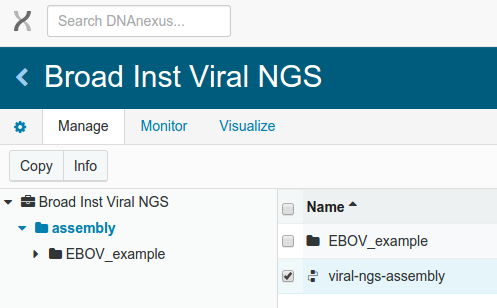 Search DNAnexus...
Broad Inst Viral NGS
Manage Monitor Visualize
Copy Info
Broad Inst Viral NGS
assembly
EBOV_example
Name
EBOV_example
viral-ngs-assembly